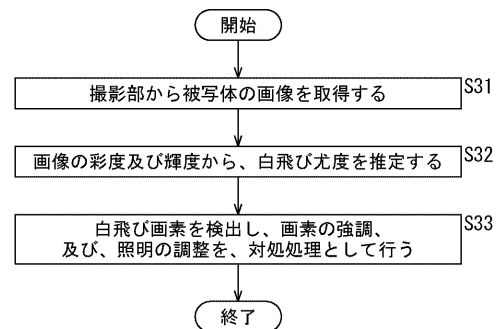 開始
撮影部から被写体の画像を取得する
S31
画像の彩度及び輝度から、白飛び尤度を推定する
S32
白飛び画素を検出し、画素の強調、
及び、照明の調整を、対処処理として行う
S33
終了